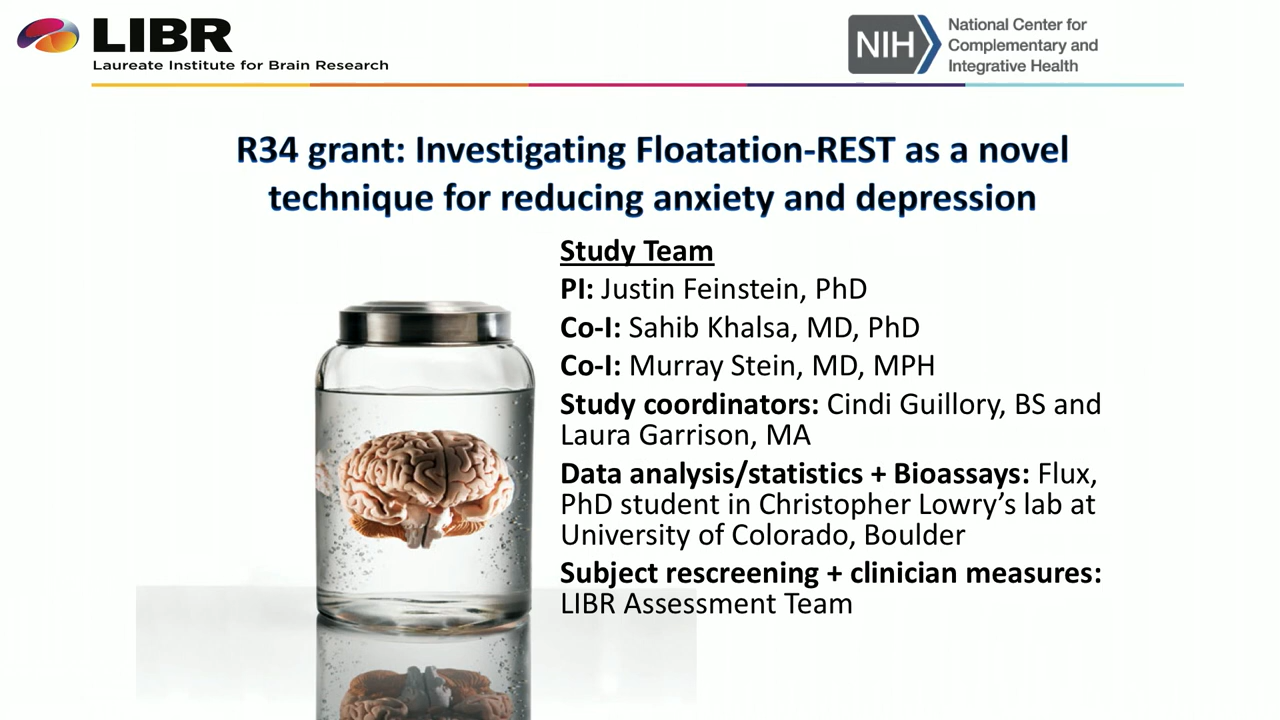 LIBR
Laureate Institute for Brain Research
NIH
National Center for
Complementary and
Integrative Health
R34 grant: Investigating Floatation-REST as a novel
technique for reducing anxiety and depression
Study Team
PI: Justin Feinstein, PhD
Co-I: Sahib Khalsa, MD, PhD
Co-I: Murray Stein, MD, MPH
Study coordinators: Cindi Guillory, BS and
Laura Garrison, MA
Data analysis/statistics + Bioassays: Flux,
PhD student in Christopher Lowry’s lab at
University of Colorado, Boulder
Subject rescreening + clinician measures:
LIBR Assessment Team